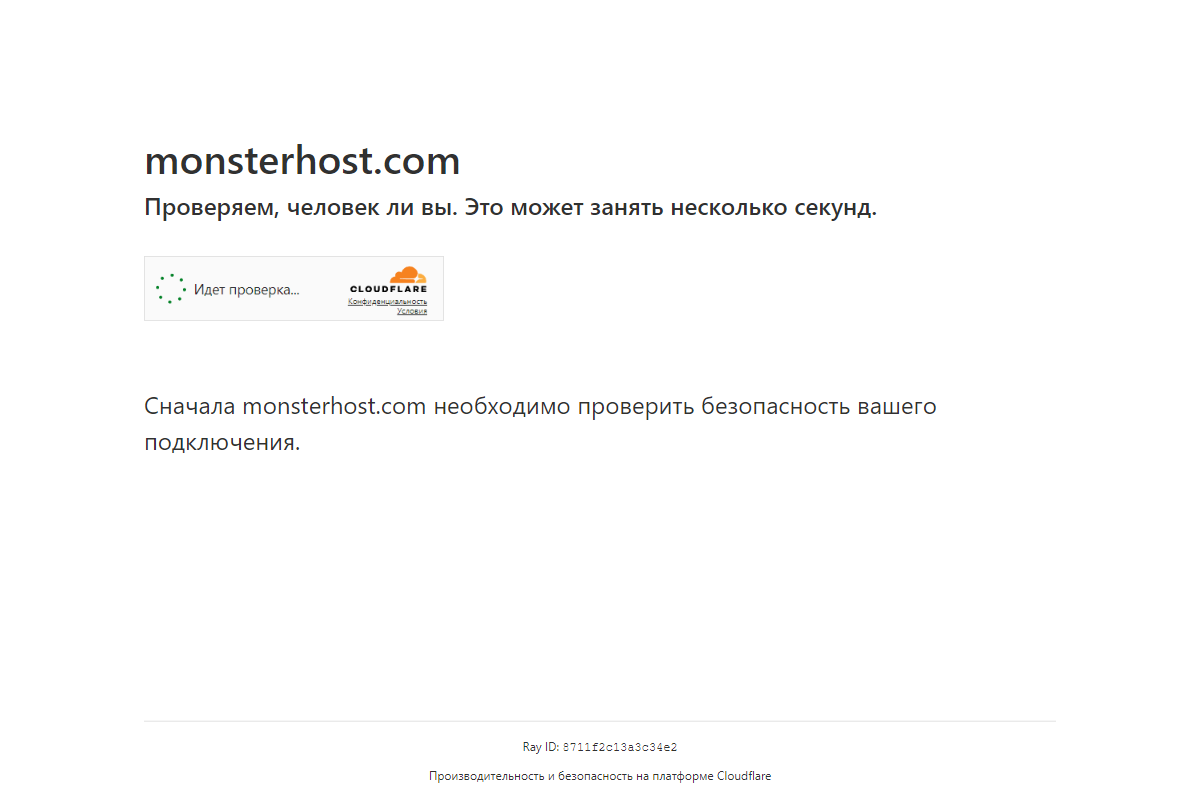 monsterhost.com
Проверяем, человек ли вы. Это может занять несколько секунд.
Идет проверка...
CLOUDFLARE
Конфиденциальность
Условия
Сначала monsterhost.com необходимо проверить безопасность вашего
подключения.
Ray ID: 8711f2c13a3c34e2
Производительность и безопасность на платформе Cloudflare